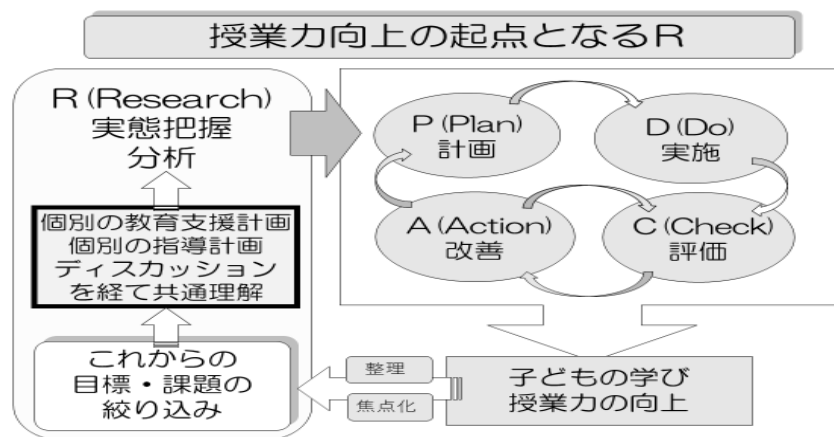 授業力向上の起点となるR
R(Research)
実態把握
分析
個別の教育支援計画
個別の指導計画
ディスカッション
を経て共通理解
これからの
目標・課題の
絞り込み
P(Plan)
計画
D(Do)
実施
A(Action)
改善
C(Check)
評価
整理
焦点化
子どもの学び
授業力の向上